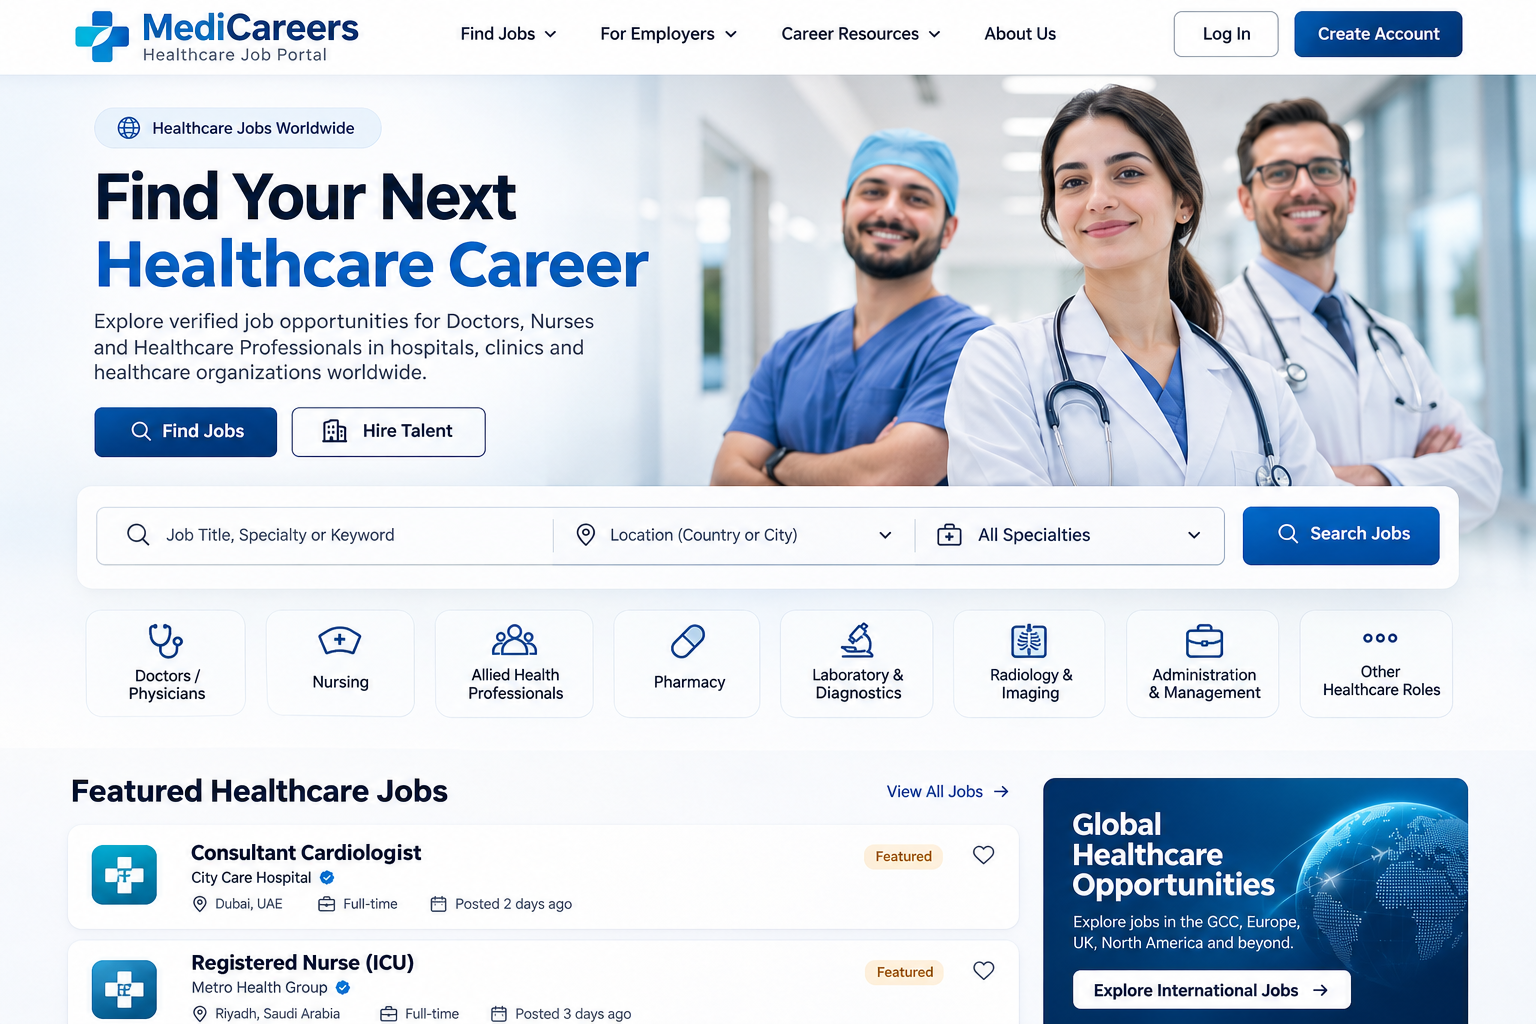 MediCareers
Healthcare Job Portal
Find Jobs
For Employers
Career Resources
About Us
Log In
Create Account
Healthcare Jobs Worldwide
Find Your Next
Healthcare Career
Explore verified job opportunities for Doctors, Nurses
and Healthcare Professionals in hospitals, clinics and
healthcare organizations worldwide.
Find Jobs
Hire Talent
Job Title, Specialty or Keyword
Location (Country or City)
All Specialties
Search Jobs
Doctors /
Physicians
Nursing
Allied Health
Professionals
Pharmacy
Laboratory &
Diagnostics
Radiology &
Imaging
Administration
& Management
Other
Healthcare Roles
Featured Healthcare Jobs
View All Jobs
Consultant Cardiologist
City Care Hospital
Dubai, UAE
Full-time
Posted 2 days ago
Featured
Registered Nurse (ICU)
Metro Health Group
Riyadh, Saudi Arabia
Full-time
Posted 3 days ago
Featured
Global
Healthcare
Opportunities
Explore jobs in the GCC, Europe,
UK, North America and beyond.
Explore International Jobs